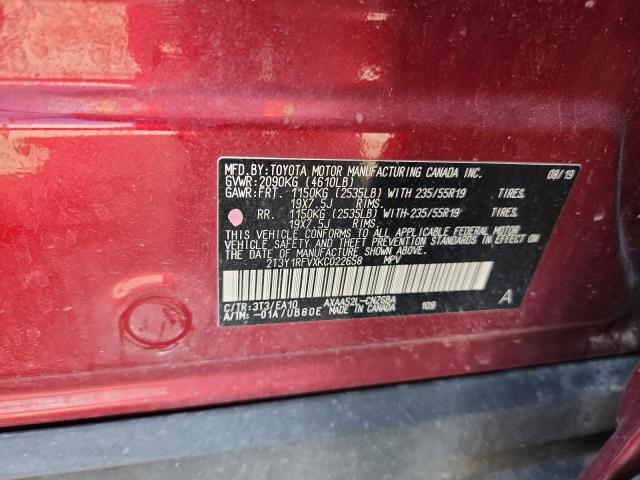 MFD.BY:TOYOTA MOTOR MANUFACTURING CANADA INC. 08/19
GVWR:2090KG (4610LB)
GAWR:FRT. 1150KG (2535LB) WITH 235/55R19 TIRES,
19X7.5J RIMS.
RR. 1150KG (2535LB) WITH 235/55R19 TIRES,
19X7.5J RIMS.
THIS VEHICLE CONFORMS TO ALL APPLICABLE FEDERAL MOTOR
VEHICLE SAFETY AND THEFT PREVENTION STANDARDS IN EFFECT ON
THE DATE OF MANUFACTURE SHOWN ABOVE.
2T3Y1RFVXKC022658 MPV
C/TR:3T3/EA10 AXAA52L-CNZGBA
A/TM: -01A/UB80E MADE IN CANADA 109 A